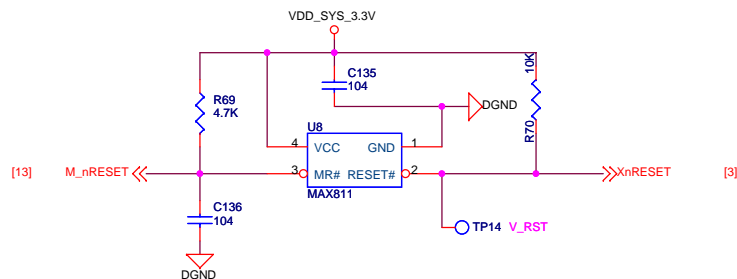 VDD_SYS_3.3V
C135
104
10K
R69
4.7K
DGND
R70
U8
4 VCC GND 1
[13] M_nRESET 3 MR# RESET# 2 XnRESET [3]
MAX811
C136
104
TP14 V_RST
DGND